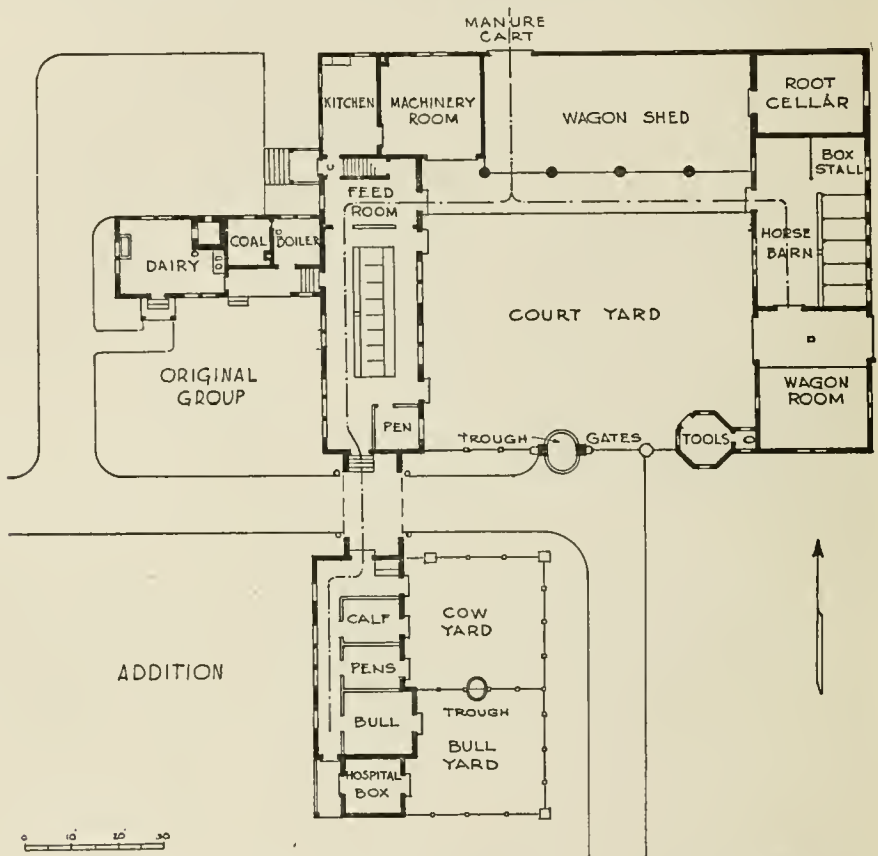 MANURE
CART
KITCHEN
MACHINERY
ROOM
WAGON SHED
ROOT
CELLAR
BOX
STALL
FEED
ROOM
HORSE
BARN
DAIRY
COAL
BOILER
COURT YARD
ORIGINAL
GROUP
WAGON
ROOM
PEN
TROUGH
GATES
TOOLS
CALF
PENS
BULL
HOSPITAL
BOX
COW
YARD
TROUGH
BULL
YARD
ADDITION
0 10. 20. 30